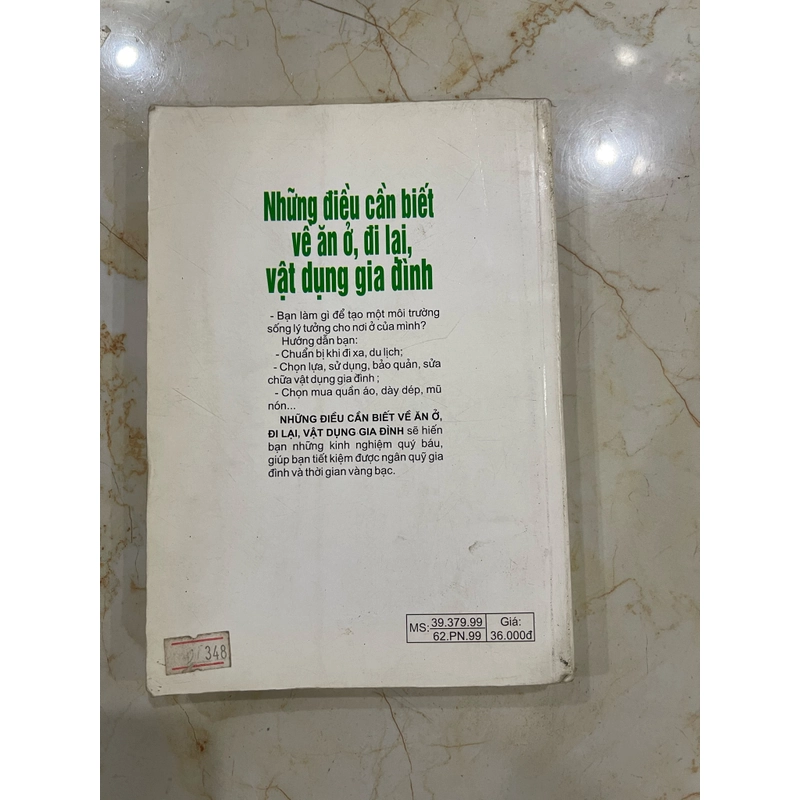 Những điều cần biết
về ăn ở, đi lại,
vật dụng gia đình
- Bạn làm gì để tạo một môi trường
sống lý tưởng cho nơi ở của mình?
Hướng dẫn bạn:
- Chuẩn bị khi đi xa, du lịch;
- Chọn lựa, sử dụng, bảo quản, sửa
chữa vật dụng gia đình ;
- Chọn mua quần áo, dày dép, mũ
nón...
NHỮNG ĐIỀU CẦN BIẾT VỀ ĂN Ở,
ĐI LẠI, VẬT DỤNG GIA ĐÌNH sẽ hiến
bạn những kinh nghiệm quý báu,
giúp bạn tiết kiệm được ngân quỹ gia
đình và thời gian vàng bạc.
MS: 39.379.99 Giá:
62.PN.99 36.000đ
348